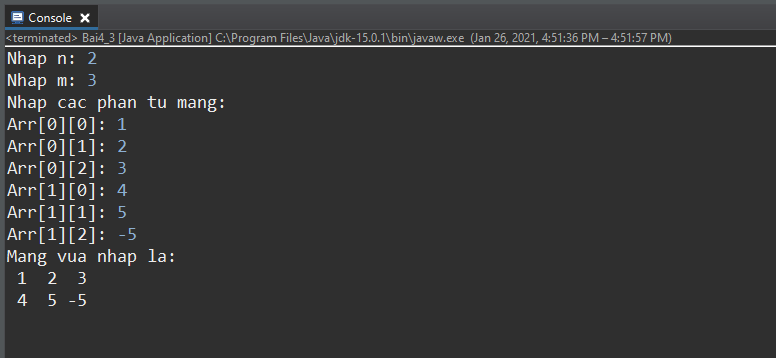 Console
<terminated> Bai4_3 [Java Application] C:\Program Files\Java\jdk-15.0.1\bin\javaw.exe (Jan 26, 2021, 4:51:36 PM – 4:51:57 PM)
Nhap n: 2
Nhap m: 3
Nhap cac phan tu mang:
Arr[0][0]: 1
Arr[0][1]: 2
Arr[0][2]: 3
Arr[1][0]: 4
Arr[1][1]: 5
Arr[1][2]: -5
Mang vua nhap la:
 1  2  3
 4  5 -5